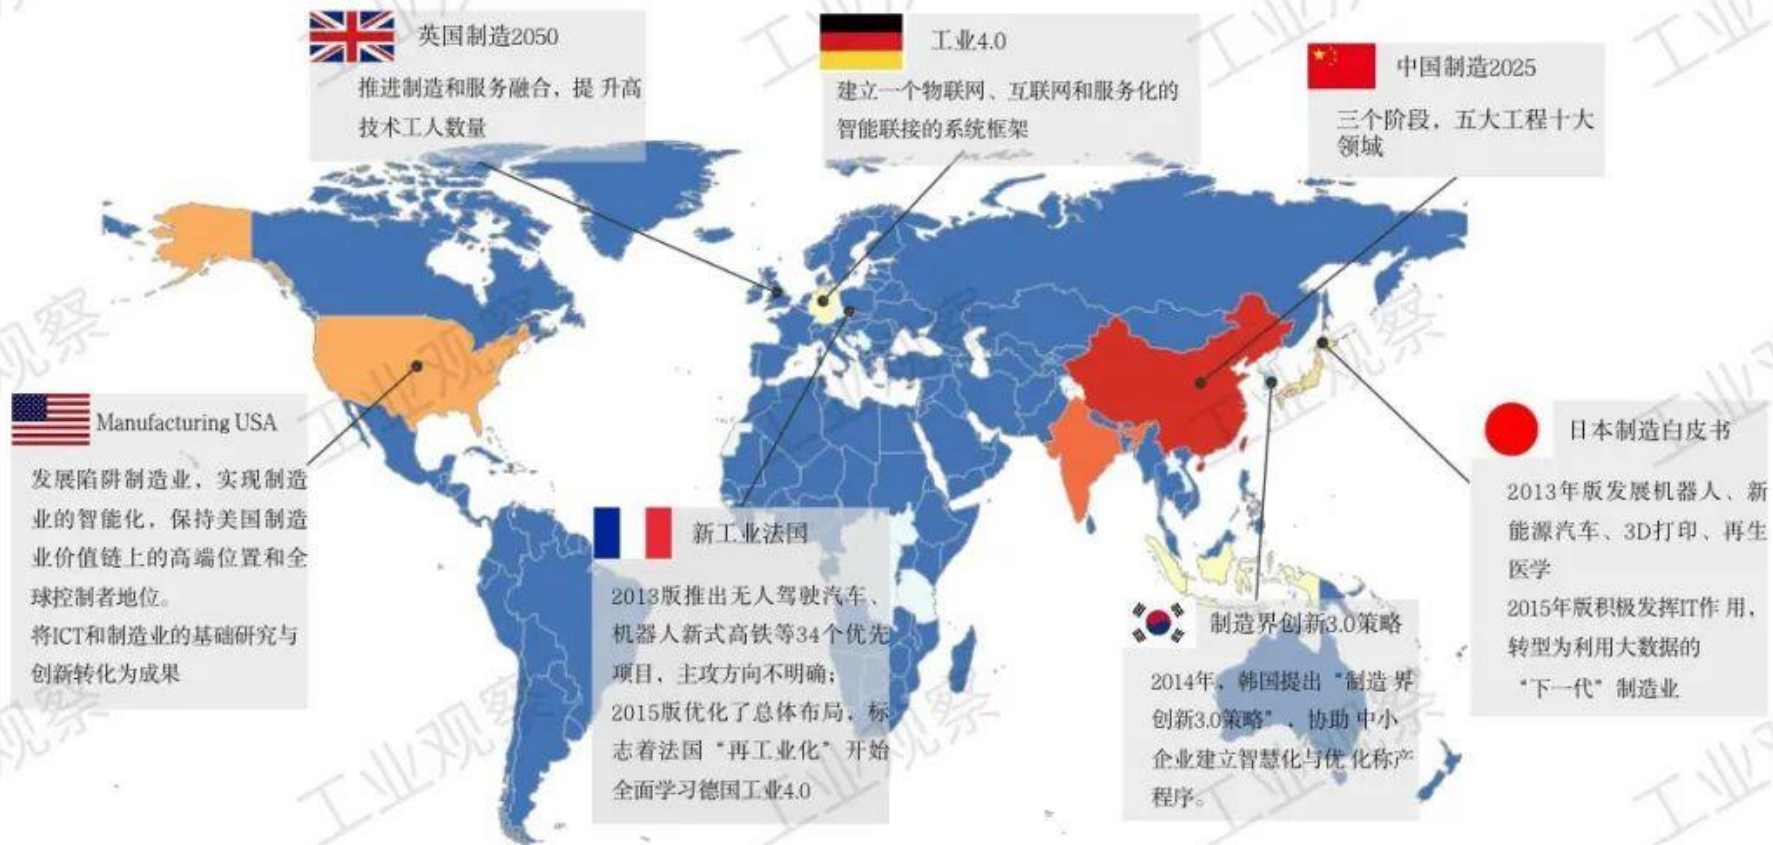 英国制造2050
推进制造和服务融合，提 升高
技术工人数量
工业4.0
建立一个物联网、互联网和服务化的
智能联接的系统框架
中国制造2025
三个阶段，五大工程十大
领域
Manufacturing USA
发展陷阱制造业，实现制造
业的智能化，保持美国制造
业价值链上的高端位置和全
球控制者地位。
将ICT和制造业的基础研究与
创新转化为成果
新工业法国
2013版推出无人驾驶汽车、
机器人新式高铁等34个优先
项目，主攻方向不明确；
2015版优化了总体布局，标
志着法国“再工业化”开始
全面学习德国工业4.0
制造界创新3.0策略
2014年，韩国提出“制造 界
创新3.0策略”，协助 中小
企业建立智慧化与优 化称产
程序。
日本制造白皮书
2013年版发展机器人、新
能源汽车、3D打印、再生
医学
2015年版积极发挥IT作 用，
转型为利用大数据的
“下一代”制造业
工业观察